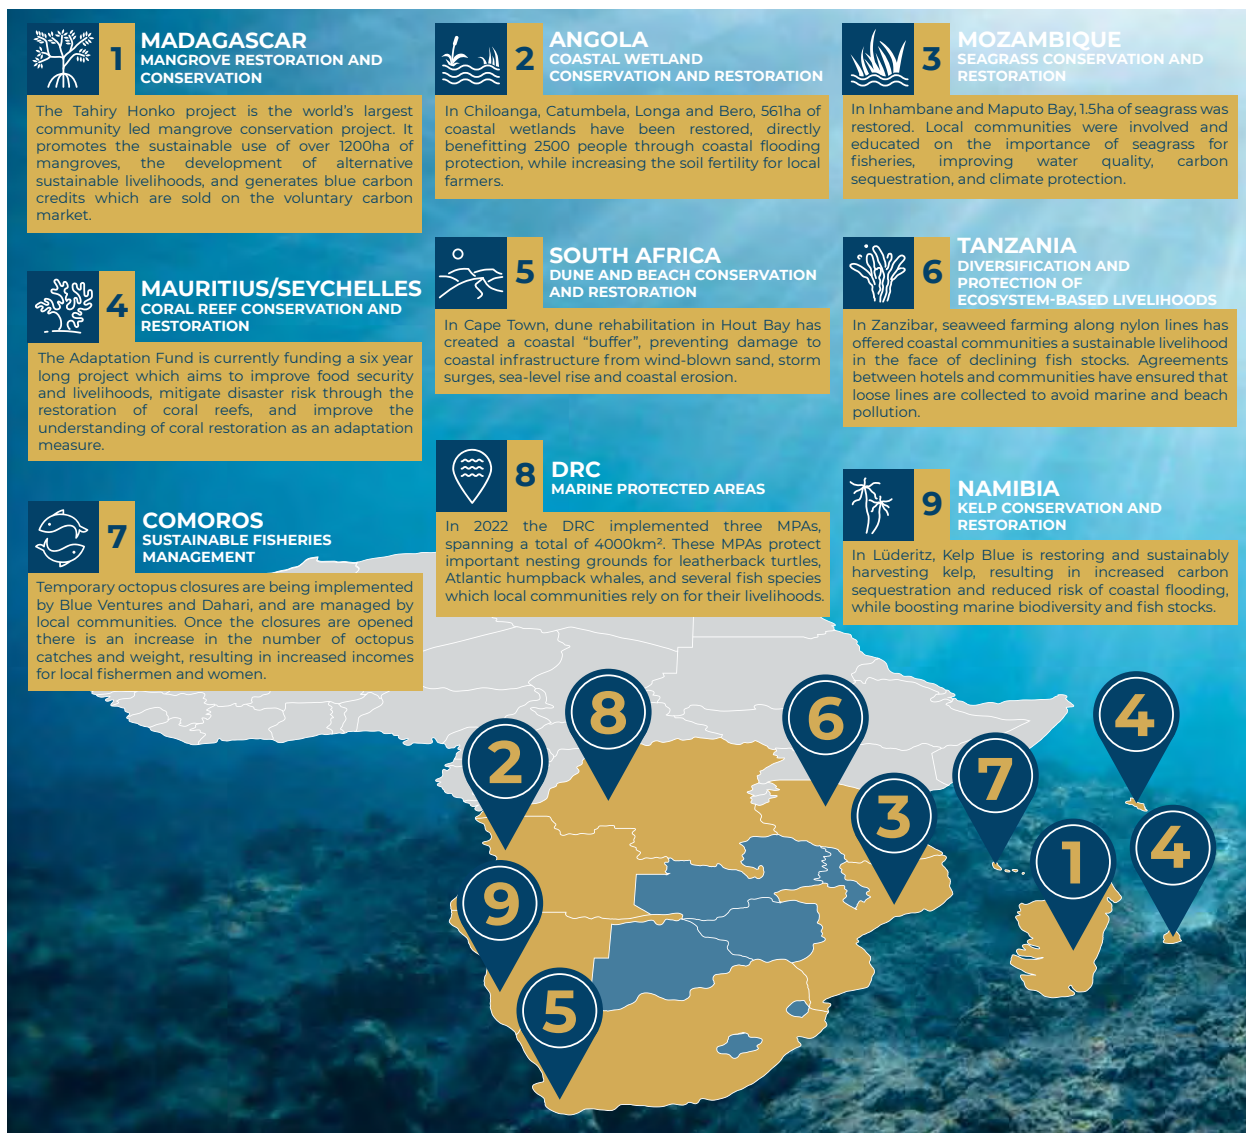 1
MADAGASCAR
MANGROVE RESTORATION AND
CONSERVATION
The Tahiry Honko project is the world's largest
community led mangrove conservation project. It
promotes the sustainable use of over 1200ha of
mangroves, the development of alternative
sustainable livelihoods, and generates blue carbon
credits which are sold on the voluntary carbon
market.
2
ANGOLA
COASTAL WETLAND
CONSERVATION AND RESTORATION
In Chiloanga, Catumbela, Longa and Bero, 561ha of
coastal wetlands have been restored, directly
benefitting 2500 people through coastal flooding
protection, while increasing the soil fertility for local
farmers.
3
MOZAMBIQUE
SEAGRASS CONSERVATION AND
RESTORATION
In Inhambane and Maputo Bay, 1.5ha of seagrass was
restored. Local communities were involved and
educated on the importance of seagrass for
fisheries, improving water quality, carbon
sequestration, and climate protection.
4
MAURITIUS/SEYCHELLES
CORAL REEF CONSERVATION AND
RESTORATION
The Adaptation Fund is currently funding a six year
long project which aims to improve food security
and livelihoods, mitigate disaster risk through the
restoration of coral reefs, and improve the
understanding of coral restoration as an adaptation
measure.
5
SOUTH AFRICA
DUNE AND BEACH CONSERVATION
AND RESTORATION
In Cape Town, dune rehabilitation in Hout Bay has
created a coastal “buffer”, preventing damage to
coastal infrastructure from wind-blown sand, storm
surges, sea-level rise and coastal erosion.
6
TANZANIA
DIVERSIFICATION AND
PROTECTION OF
ECOSYSTEM-BASED LIVELIHOODS
In Zanzibar, seaweed farming along nylon lines has
offered coastal communities a sustainable livelihood
in the face of declining fish stocks. Agreements
between hotels and communities have ensured that
loose lines are collected to avoid marine and beach
pollution.
7
COMOROS
SUSTAINABLE FISHERIES
MANAGEMENT
Temporary octopus closures are being implemented
by Blue Ventures and Dahari, and are managed by
local communities. Once the closures are opened
there is an increase in the number of octopus
catches and weight, resulting in increased incomes
for local fishermen and women.
8
DRC
MARINE PROTECTED AREAS
In 2022 the DRC implemented three MPAs,
spanning a total of 4000km². These MPAs protect
important nesting grounds for leatherback turtles,
Atlantic humpback whales, and several fish species
which local communities rely on for their livelihoods.
9
NAMIBIA
KELP CONSERVATION AND
RESTORATION
In Lüderitz, Kelp Blue is restoring and sustainably
harvesting kelp, resulting in increased carbon
sequestration and reduced risk of coastal flooding,
while boosting marine biodiversity and fish stocks.
8
6
4
2
7
3
4
1
9
5